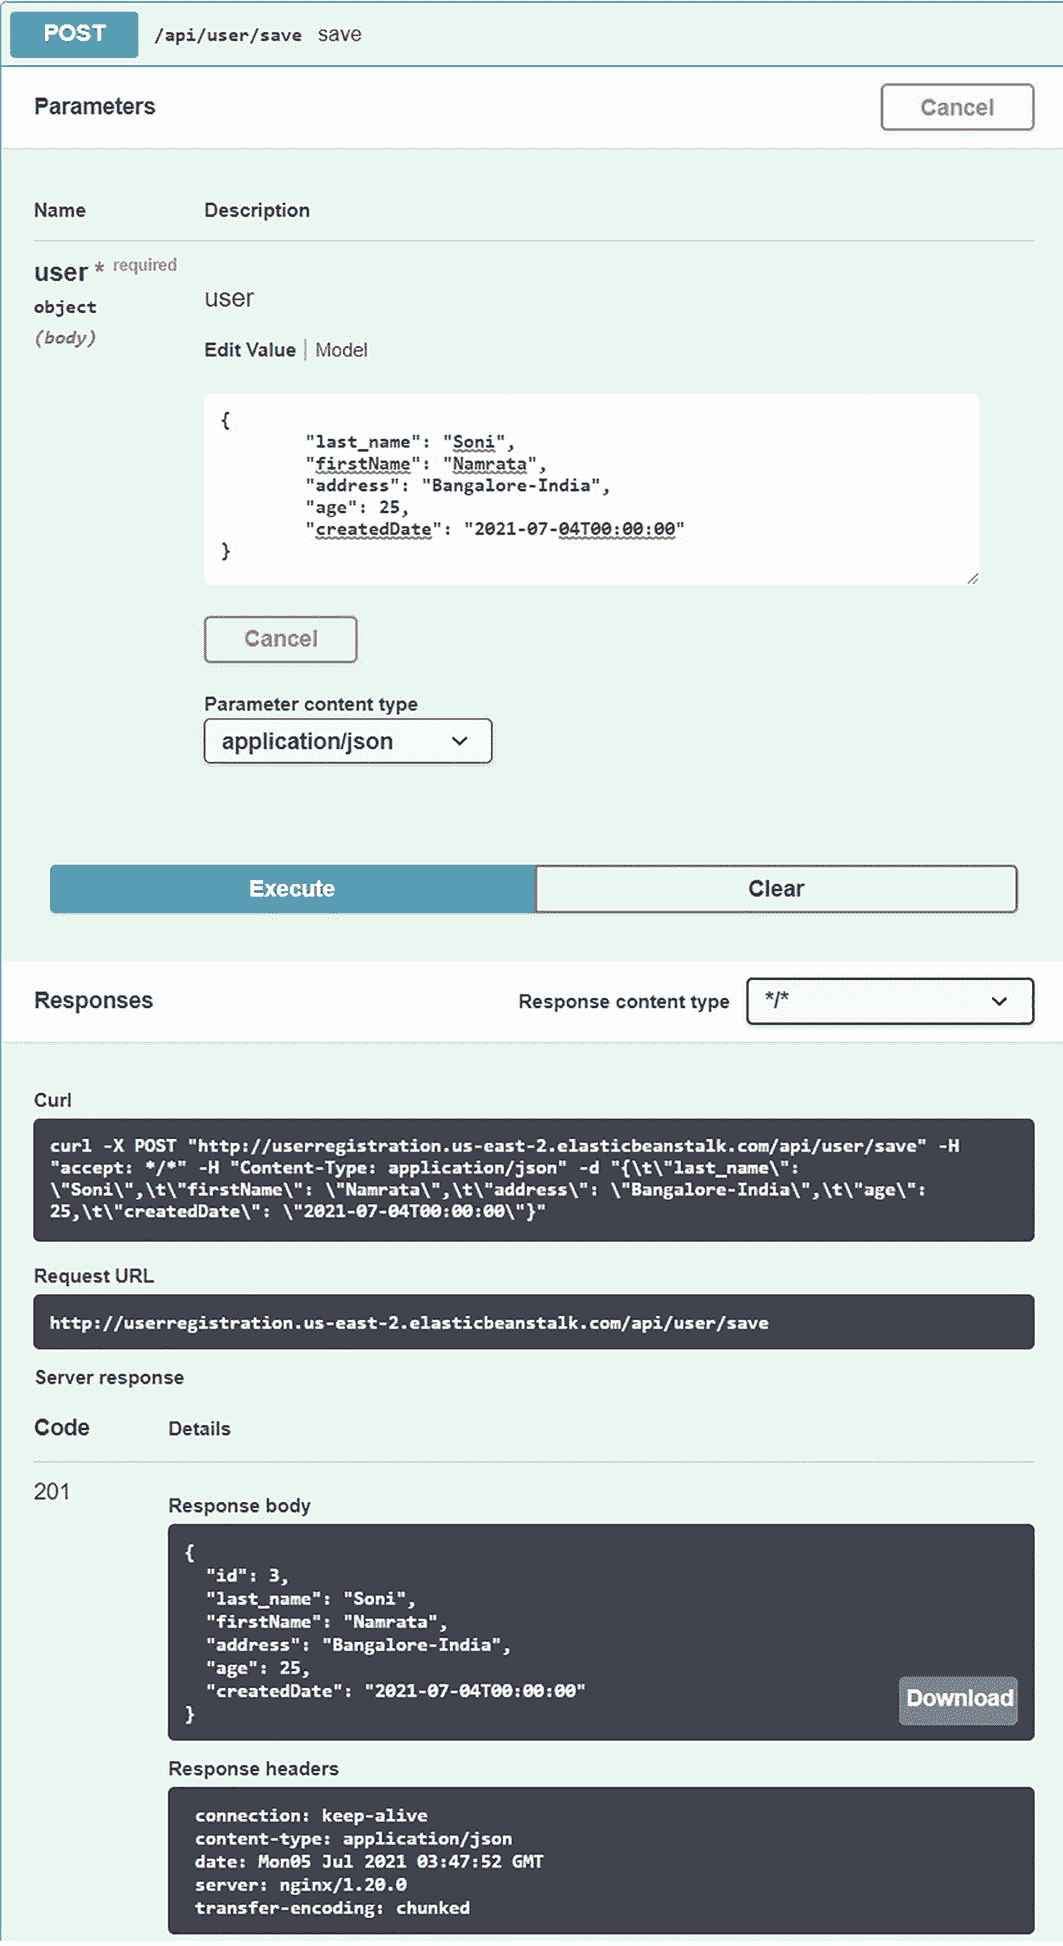 POST /api/user/save save
Parameters
Cancel
Name Description
user * required
object
(body)
user
Edit Value | Model
{
"last_name": "Soni",
"firstName": "Namrata",
"address": "Bangalore-India",
"age": 25,
"createdDate": "2021-07-04T00:00:00"
}
Cancel
Parameter content type
application/json
Execute
Clear
Responses
Response content type
*/*
Curl
curl -X POST "http://userregistration.us-east-2.elasticbeanstalk.com/api/user/save" -H
"accept: */*" -H "Content-Type: application/json" -d "{\t\"last_name\":
\"Soni\",\t\"firstName\": \"Namrata\",\t\"address\": \"Bangalore-India\",\t\"age\":
25,\t\"createdDate\": \"2021-07-04T00:00:00\"}"
Request URL
http://userregistration.us-east-2.elasticbeanstalk.com/api/user/save
Server response
Code Details
201
Response body
{
"id": 3,
"last_name": "Soni",
"firstName": "Namrata",
"address": "Bangalore-India",
"age": 25,
"createdDate": "2021-07-04T00:00:00"
}
Download
Response headers
connection: keep-alive
content-type: application/json
date: Mon05 Jul 2021 03:47:52 GMT
server: nginx/1.20.0
transfer-encoding: chunked